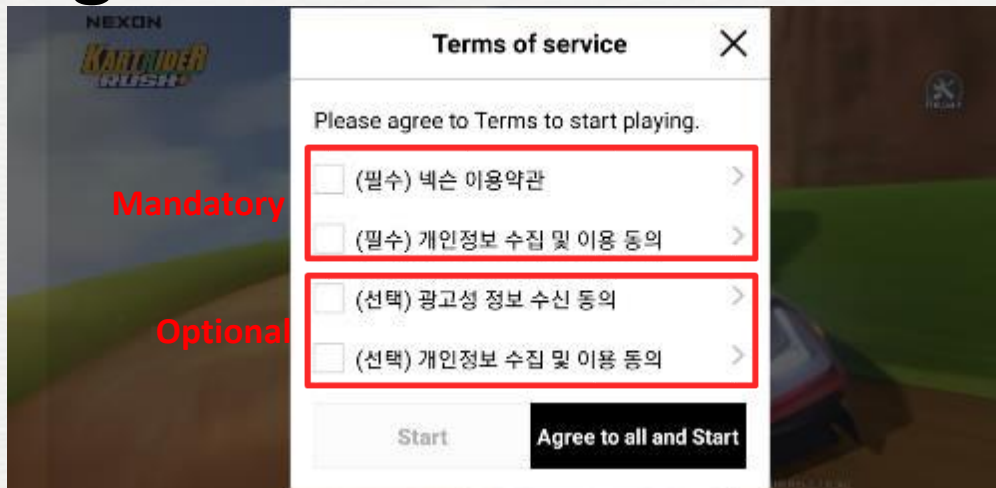 NEXON
KARTRIDER
RUSH+
Terms of service
Please agree to Terms to start playing.
Mandatory
(필수) 넥슨 이용약관
(필수) 개인정보 수집 및 이용 동의
Optional
(선택) 광고성 정보 수신 동의
(선택) 개인정보 수집 및 이용 동의
Start
Agree to all and Start